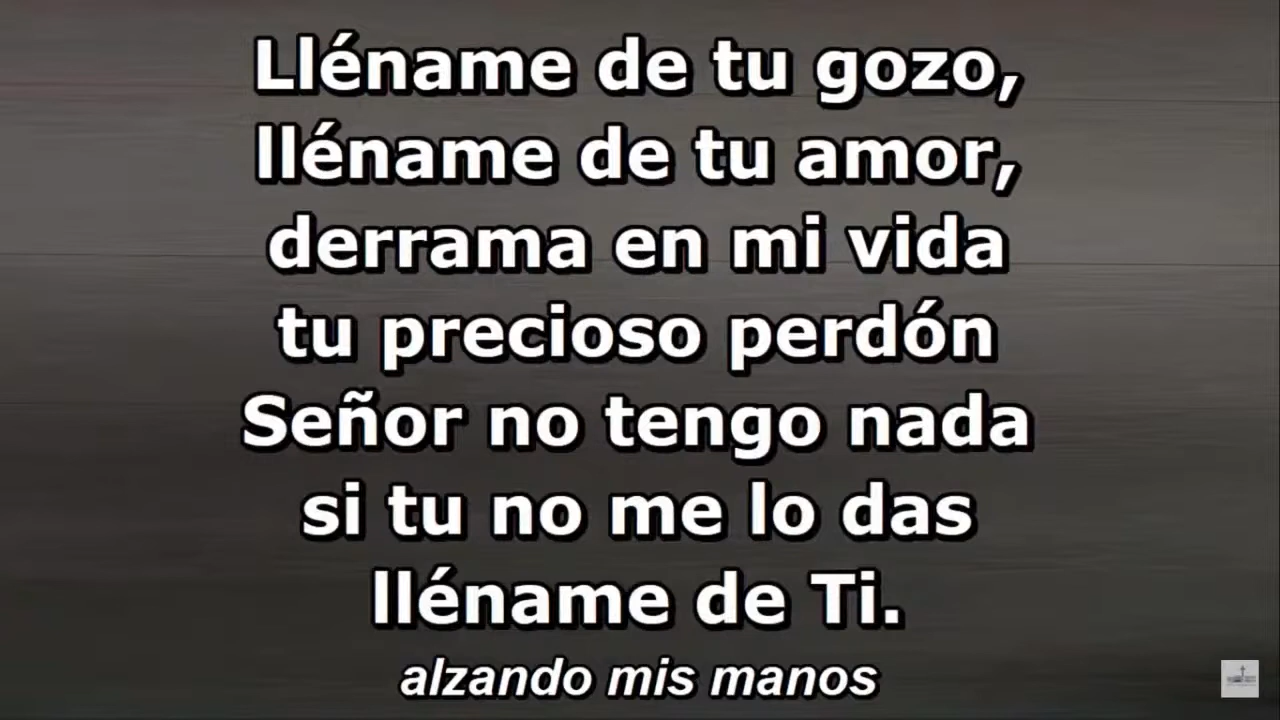 Lléname de tu gozo,
lléname de tu amor,
derrama en mi vida
tu precioso perdón
Señor no tengo nada
si tu no me lo das
lléname de Ti.
alzando mis manos